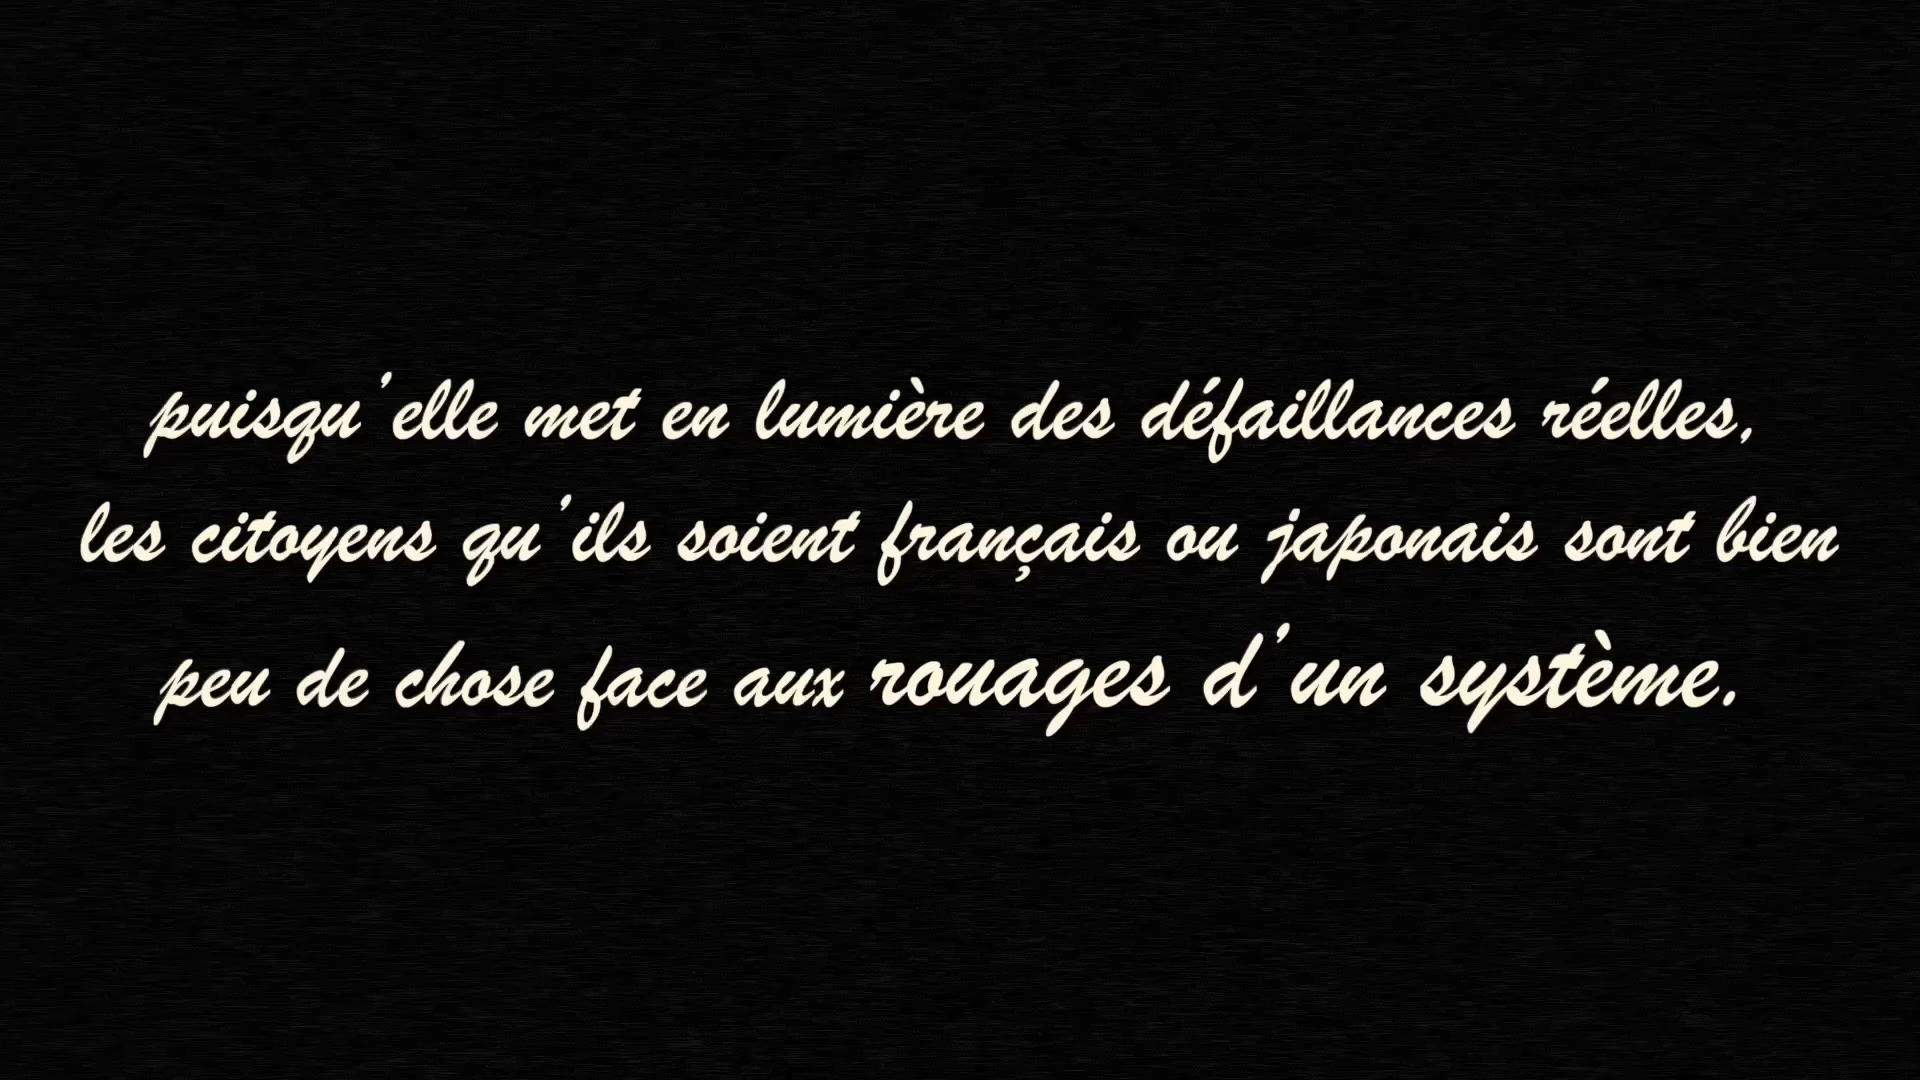 puisqu'elle met en lumière des défaillances réelles,
les citoyens qu'ils soient français ou japonais sont bien
peu de chose face aux rouages d'un système.